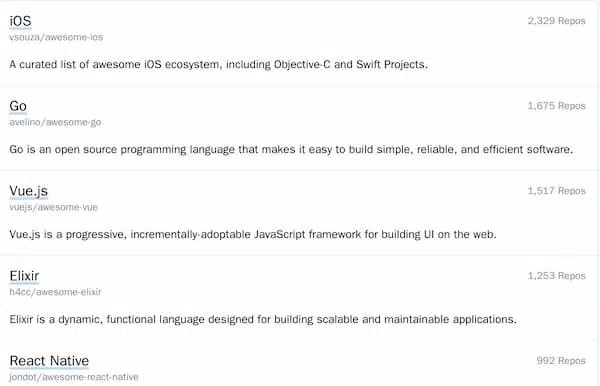 iOS 2,329 Repos
vsouza/awesome-ios
A curated list of awesome iOS ecosystem, including Objective-C and Swift Projects.
Go 1,675 Repos
avelino/awesome-go
Go is an open source programming language that makes it easy to build simple, reliable, and efficient software.
Vue.js 1,517 Repos
vuejs/awesome-vue
Vue.js is a progressive, incrementally-adoptable JavaScript framework for building UI on the web.
Elixir 1,253 Repos
h4cc/awesome-elixir
Elixir is a dynamic, functional language designed for building scalable and maintainable applications.
React Native 992 Repos
jondot/awesome-react-native